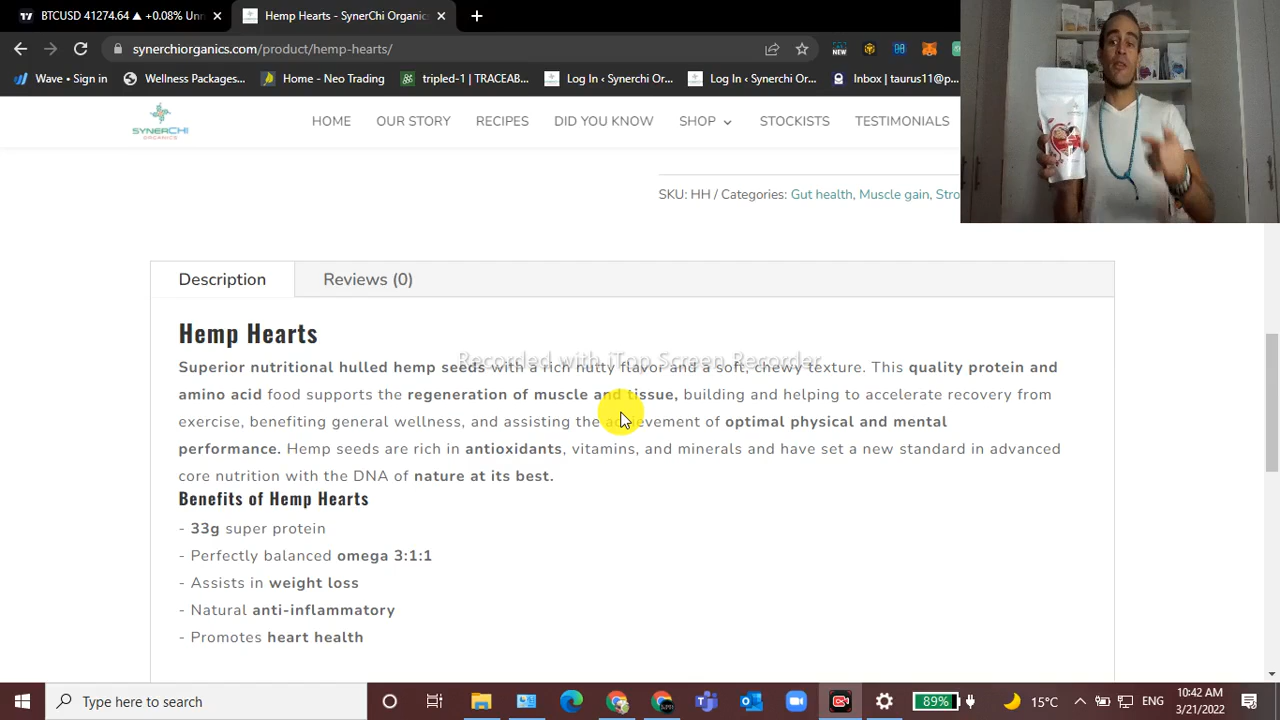 BTCUSD 41274.64 ▲ +0.08% Unr
Hemp Hearts - SynerChi Organics
synerchiorganics.com/product/hemp-hearts/
NEW
Wave • Sign in
Wellness Packages...
Home - Neo Trading
tripled-1 | TRACEAB...
Log In ‹ Synerchi Or...
Log In ‹ Synerchi Or...
Inbox | taurus11@p...
SYNERCHI
ORGANICS
HOME
OUR STORY
RECIPES
DID YOU KNOW
SHOP
STOCKISTS
TESTIMONIALS
SKU: HH / Categories: Gut health, Muscle gain, Stro
Description
Reviews (0)
Hemp Hearts
Recorded with iTop Screen Recorder
Superior nutritional hulled hemp seeds with a rich nutty flavor and a soft, chewy texture. This quality protein and
amino acid food supports the regeneration of muscle and tissue, building and helping to accelerate recovery from
exercise, benefiting general wellness, and assisting the achievement of optimal physical and mental
performance. Hemp seeds are rich in antioxidants, vitamins, and minerals and have set a new standard in advanced
core nutrition with the DNA of nature at its best.
Benefits of Hemp Hearts
- 33g super protein
- Perfectly balanced omega 3:1:1
- Assists in weight loss
- Natural anti-inflammatory
- Promotes heart health
Type here to search
89%
15°C
ENG
10:42 AM
3/21/2022